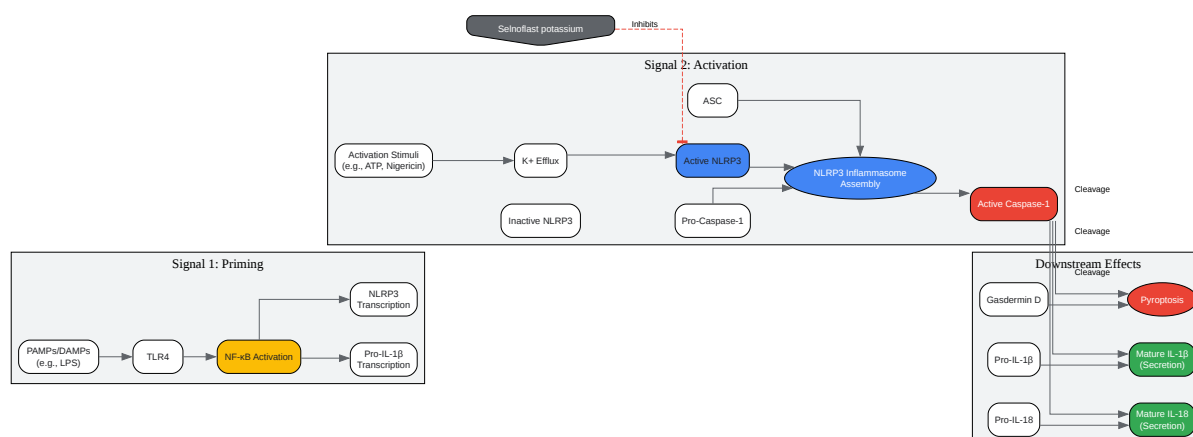 Selnoflast potassium
Inhibits
Signal 2: Activation
ASC
Activation Stimuli
(e.g., ATP, Nigericin)
K+ Efflux
Active NLRP3
NLRP3 Inflammasome
Assembly
Inactive NLRP3
Pro-Caspase-1
Active Caspase-1
Cleavage
Cleavage
Cleavage
Signal 1: Priming
NLRP3
Transcription
PAMPs/DAMPs
(e.g., LPS)
TLR4
NF-κB Activation
Pro-IL-1β
Transcription
Downstream Effects
Gasdermin D
Pyroptosis
Pro-IL-1β
Mature IL-1β
(Secretion)
Pro-IL-18
Mature IL-18
(Secretion)